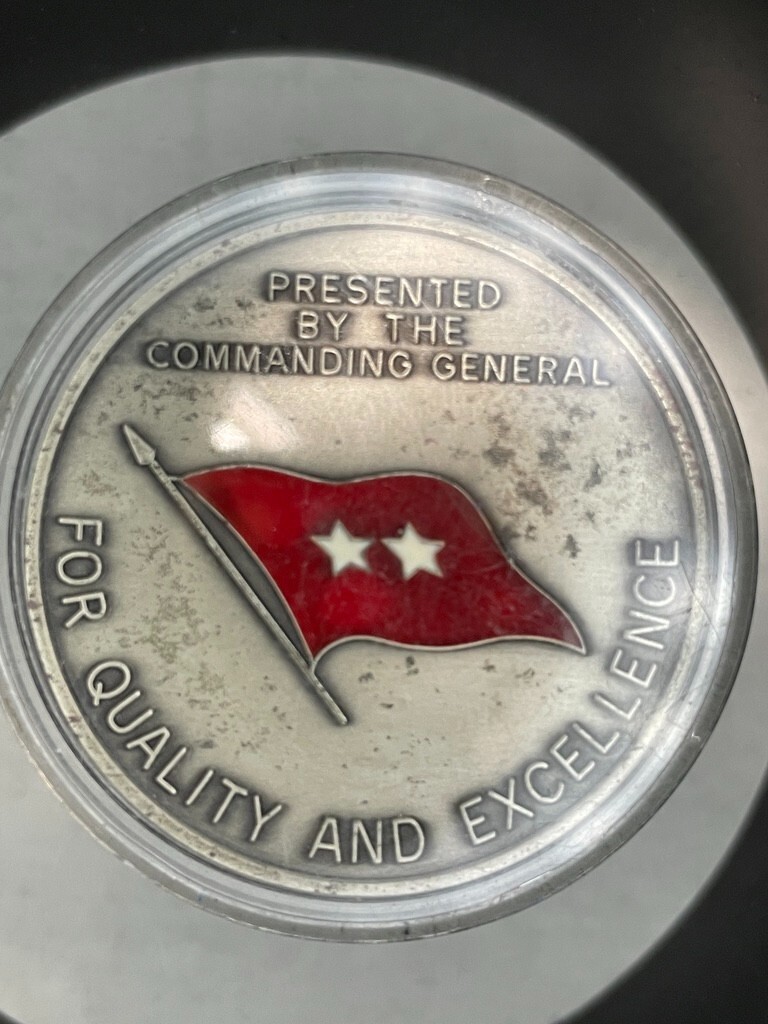 PRESENTED
BY THE
COMMANDING GENERAL
FOR QUALITY AND EXCELLENCE